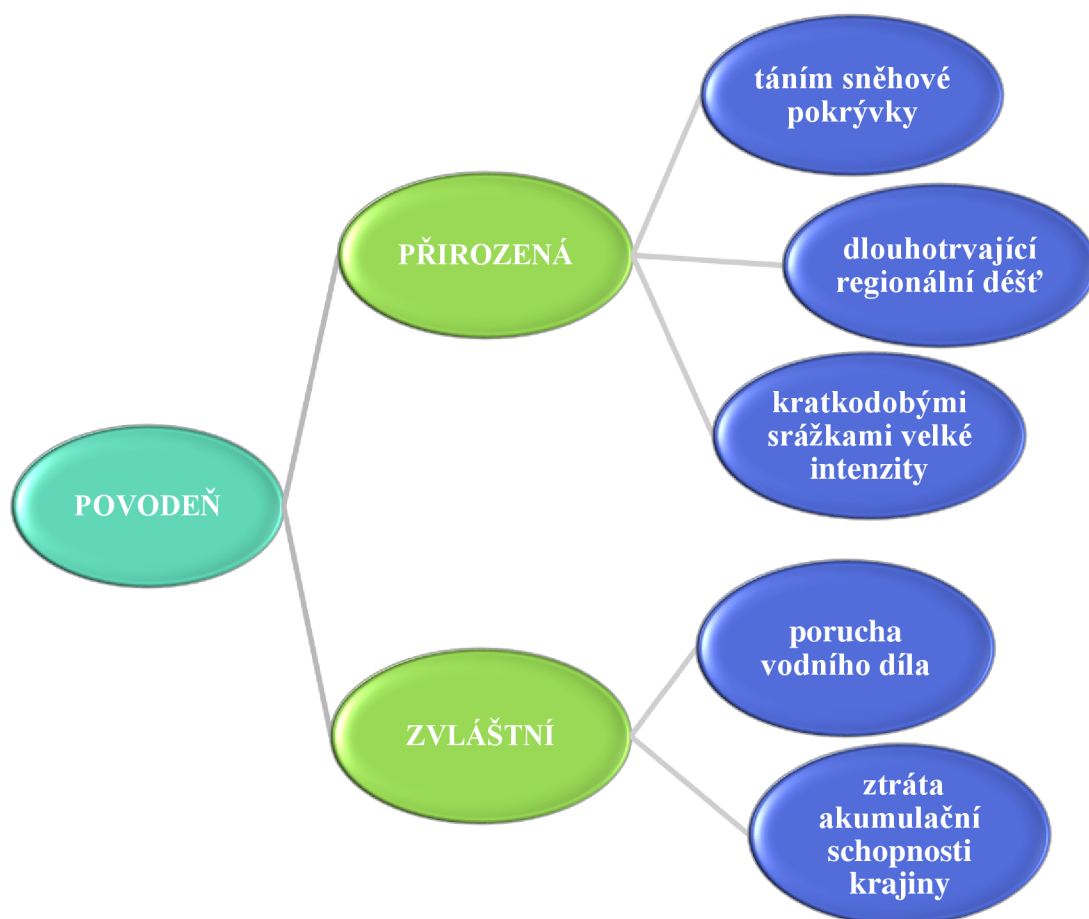 POVODEŇ
PŘIROZENÁ
táním sněhové
pokrývky
dlouhotrvající
regionální déšť
kratkodobými
srážkami velké
intenzity
ZVLÁŠTNÍ
porucha
vodního díla
ztráta
akumulační
schopnosti
krajiny